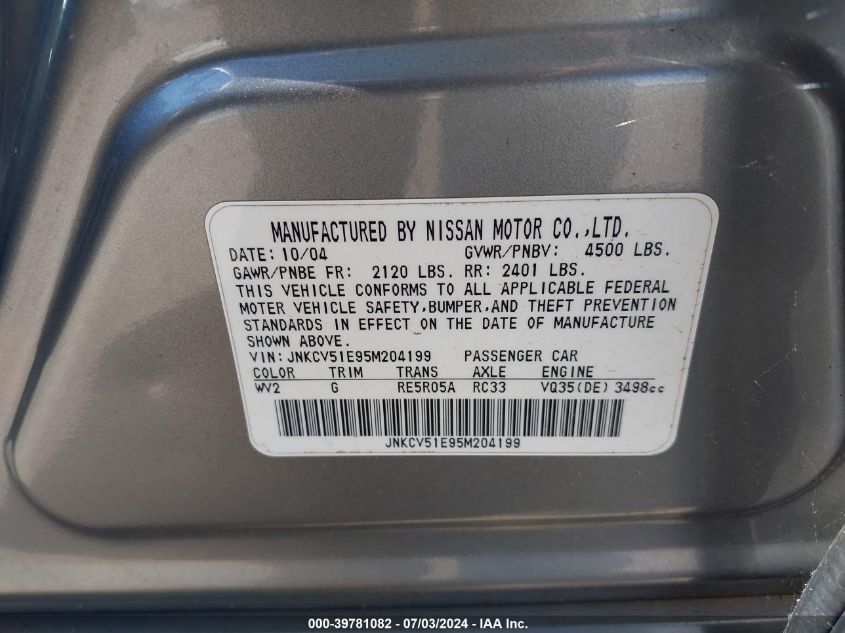 MANUFACTURED BY NISSAN MOTOR CO.,LTD.
DATE: 10/04 GVWR/PNBV: 4500 LBS.
GAWR/PNBE FR: 2120 LBS. RR: 2401 LBS.
THIS VEHICLE CONFORMS TO ALL APPLICABLE FEDERAL
MOTOR VEHICLE SAFETY,BUMPER,AND THEFT PREVENTION
STANDARDS IN EFFECT ON THE DATE OF MANUFACTURE
SHOWN ABOVE.
VIN: JNKCV51E95M204199 PASSENGER CAR
COLOR TRIM TRANS AXLE ENGINE
WV2 G RE5R05A RC33 VQ35(DE) 3498cc
JNKCV51E95M204199
000-39781082 - 07/03/2024 - IAA Inc.